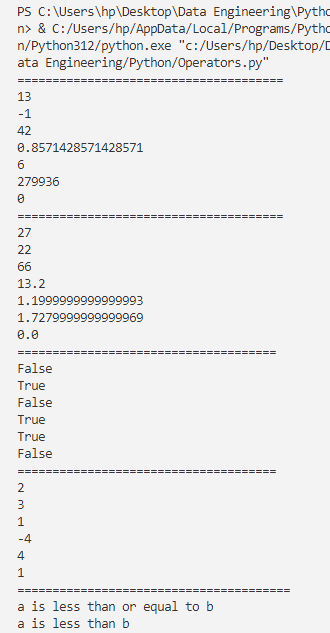 PS C:\Users\hp\Desktop\Data Engineering\Pytho
n> & C:/Users/hp/AppData/Local/Programs/Pytho
n/Python312/python.exe "c:/Users/hp/Desktop/D
ata Engineering/Python/Operators.py"
======================================
13
-1
42
0.8571428571428571
6
279936
0
======================================
27
22
66
13.2
1.1999999999999993
1.7279999999999969
0.0
=====================================
False
True
False
True
True
False
=====================================
2
3
1
-4
4
1
=======================================
a is less than or equal to b
a is less than b